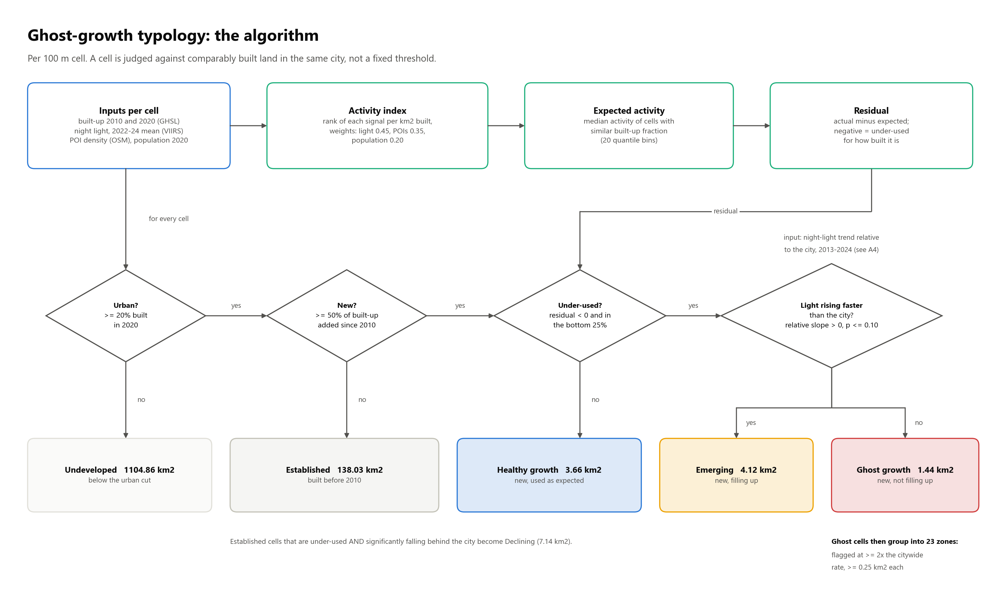 Ghost-growth typology: the algorithm
Per 100 m cell. A cell is judged against comparably built land in the same city, not a fixed threshold.
Inputs per cell
built-up 2010 and 2020 (GHSL)
night light, 2022-24 mean (VIIRS)
POI density (OSM), population 2020
Activity index
rank of each signal per km2 built,
weights: light 0.45, POIs 0.35,
population 0.20
Expected activity
median activity of cells with
similar built-up fraction
(20 quantile bins)
Residual
actual minus expected;
negative = under-used
for how built it is
for every cell
residual
input: night-light trend relative
to the city, 2013-2024 (see A4)
Urban?
>= 20% built
in 2020
yes
New?
>= 50% of built-up
added since 2010
yes
Under-used?
residual < 0 and in
the bottom 25%
yes
Light rising faster
than the city?
relative slope > 0, p <= 0.10
no
no
no
yes
no
Undeveloped 1104.86 km2
below the urban cut
Established 138.03 km2
built before 2010
Healthy growth 3.66 km2
new, used as expected
Emerging 4.12 km2
new, filling up
Ghost growth 1.44 km2
new, not filling up
Established cells that are under-used AND significantly falling behind the city become Declining (7.14 km2).
Ghost cells then group into 23 zones:
flagged at >= 2x the citywide
rate, >= 0.25 km2 each